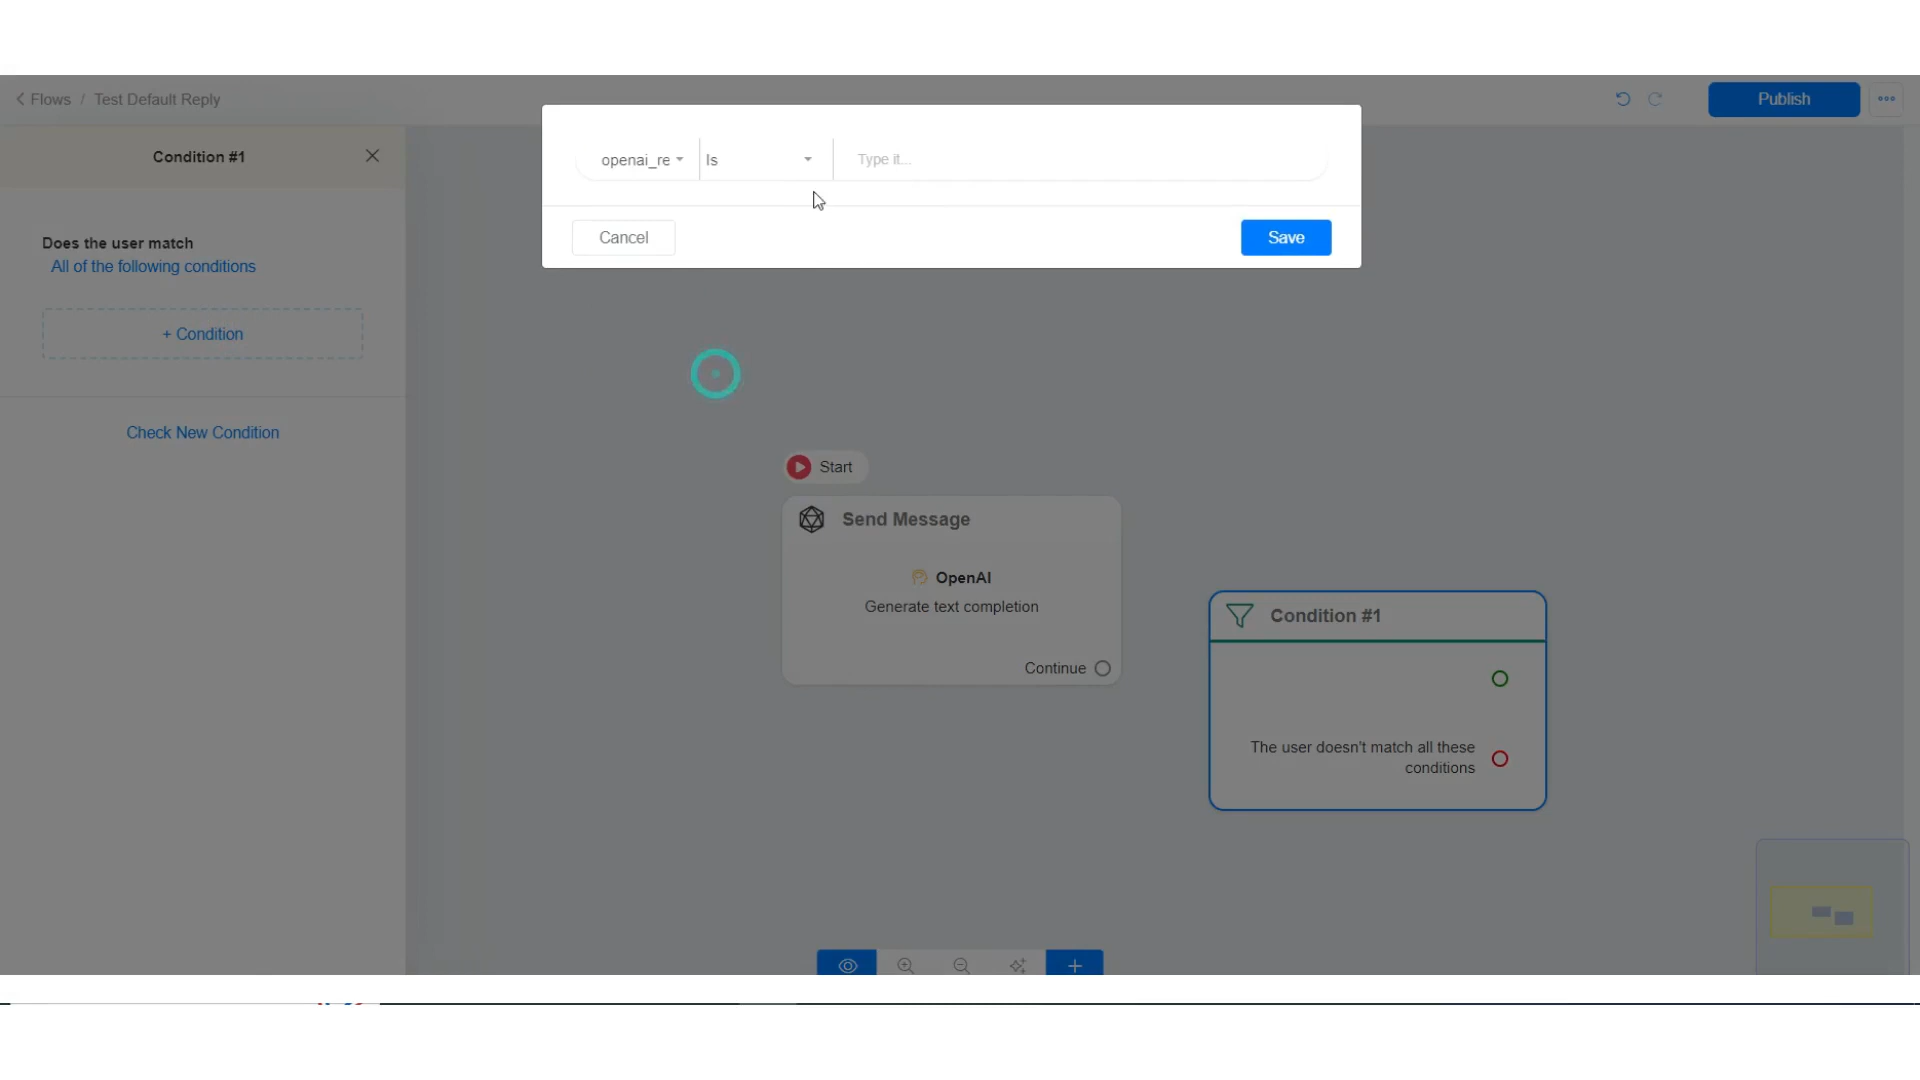 Flows / Test Default Reply
Publish
Condition #1
Does the user match
All of the following conditions
+ Condition
Check New Condition
openai_re
Is
Type it...
Cancel
Save
Start
Send Message
OpenAI
Generate text completion
Continue
Condition #1
The user doesn't match all these
conditions